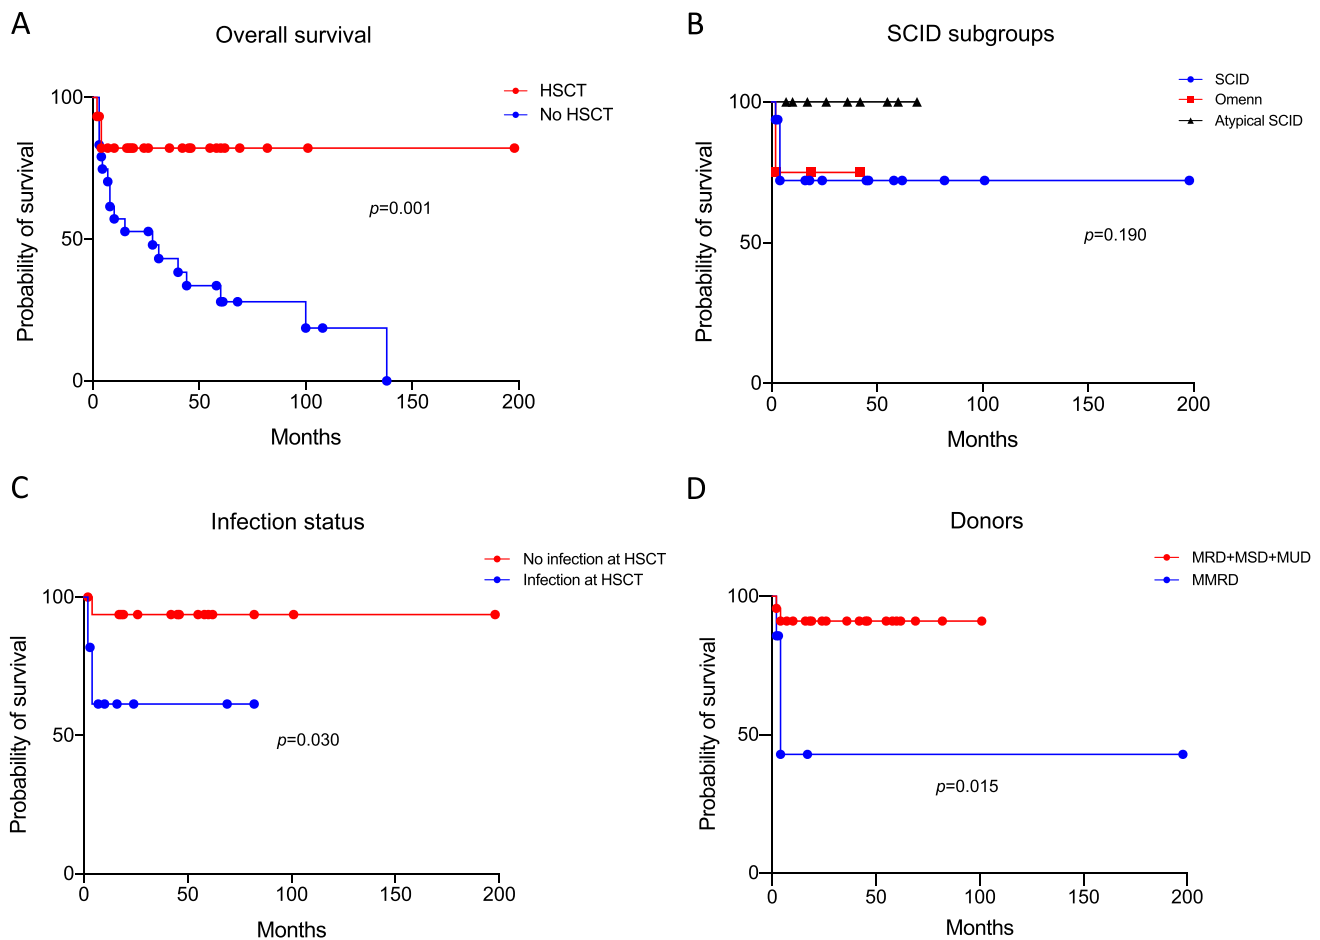 A
Overall survival
HSCT
No HSCT
100
50
0
Probability of survival
p=0.001
0 50 100 150 200
Months
B
SCID subgroups
SCID
Omenn
Atypical SCID
100
50
0
Probability of survival
p=0.190
0 50 100 150 200
Months
C
Infection status
No infection at HSCT
Infection at HSCT
100
50
0
Probability of survival
p=0.030
0 50 100 150 200
Months
D
Donors
MRD+MSD+MUD
MMRD
100
50
0
Probability of survival
p=0.015
0 50 100 150 200
Months